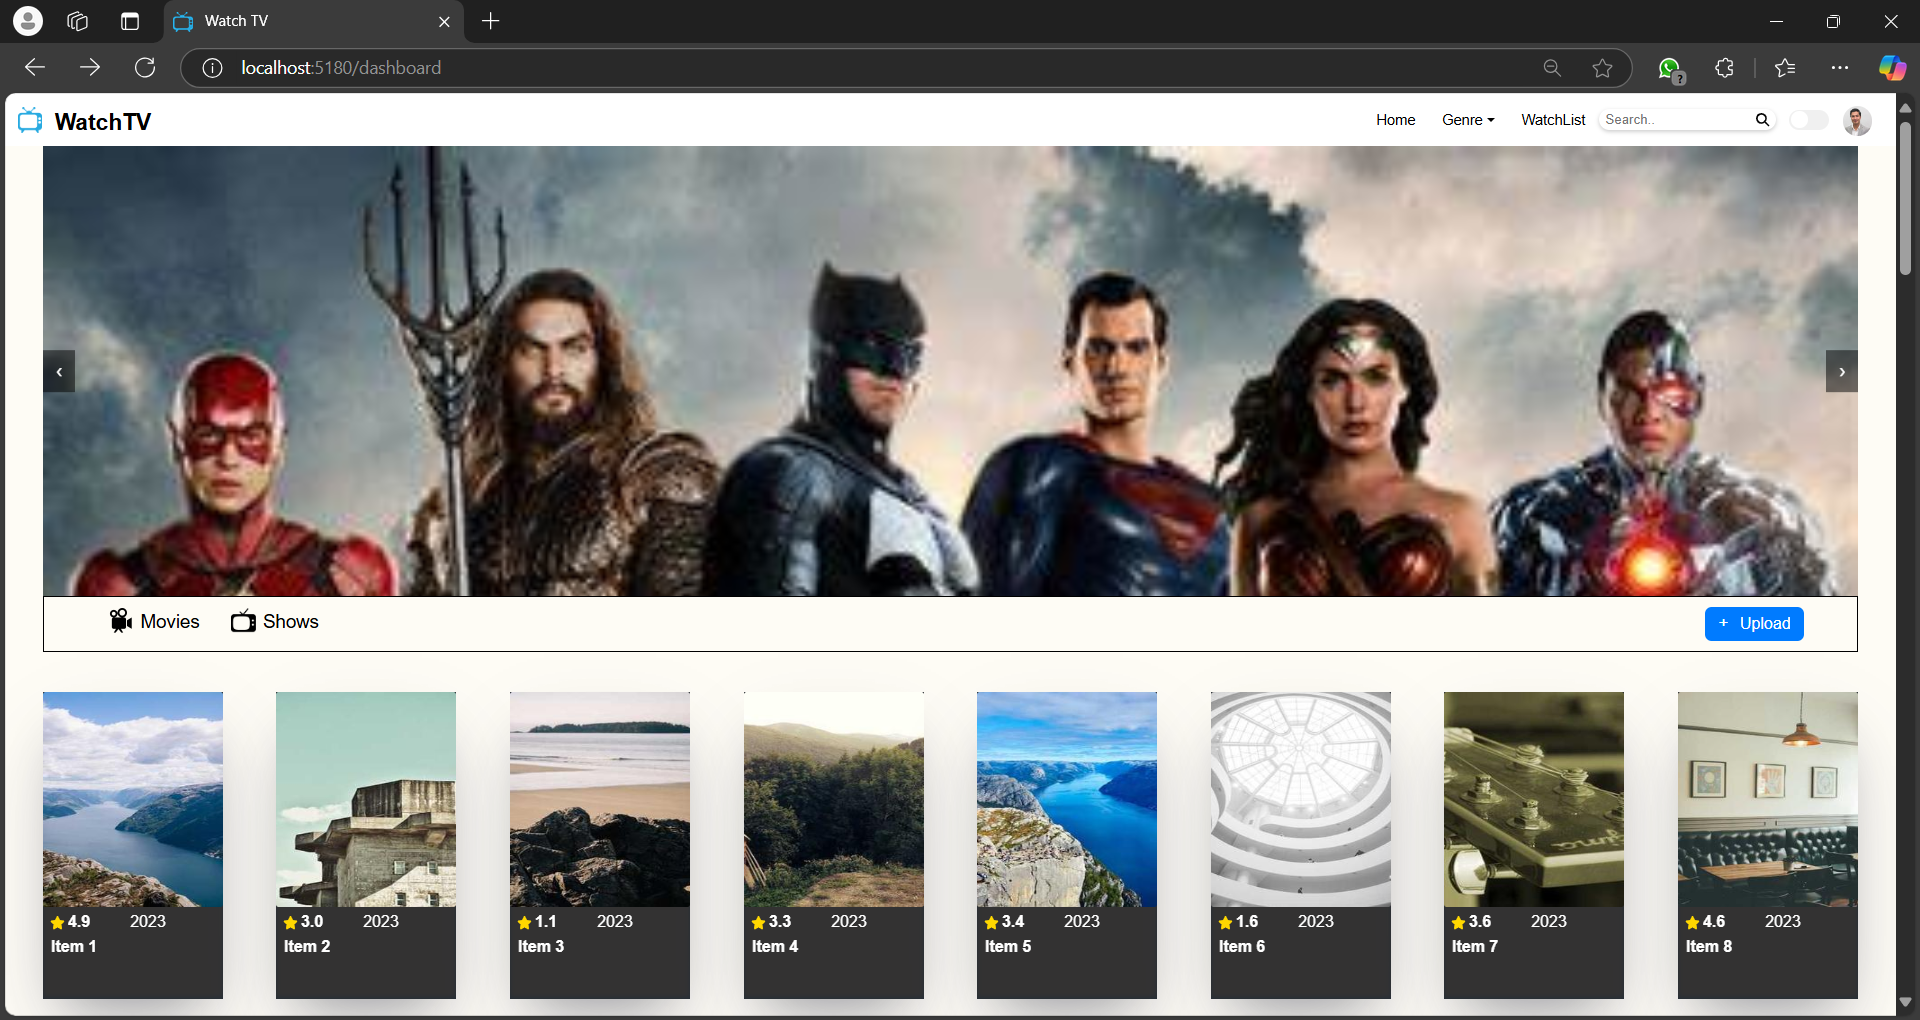 Watch TV
localhost:5180/dashboard
WatchTV
Home Genre WatchList Search..
‹ ›
Movies Shows + Upload
4.9 2023 3.0 2023 1.1 2023 3.3 2023 3.4 2023 1.6 2023 3.6 2023 4.6 2023
Item 1 Item 2 Item 3 Item 4 Item 5 Item 6 Item 7 Item 8